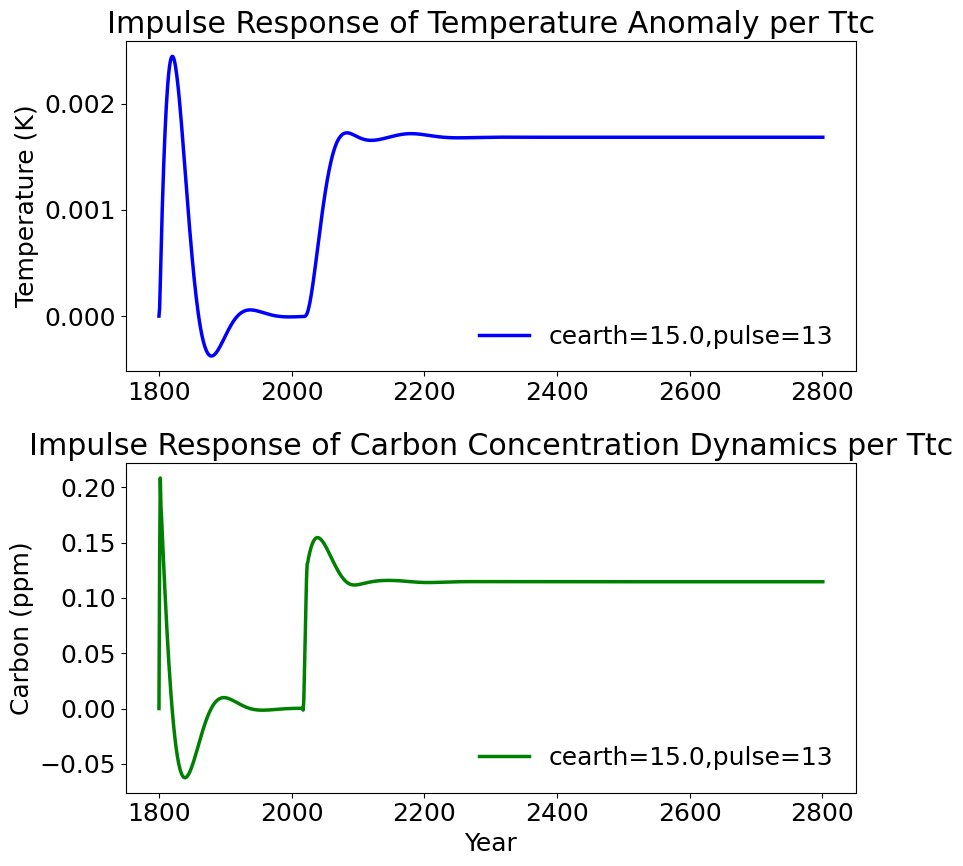 Impulse Response of Temperature Anomaly per Ttc
Temperature (K)
0.002
0.001
0.000
cearth=15.0,pulse=13
1800 2000 2200 2400 2600 2800
Impulse Response of Carbon Concentration Dynamics per Ttc
Carbon (ppm)
0.20
0.15
0.10
0.05
0.00
−0.05
cearth=15.0,pulse=13
1800 2000 2200 2400 2600 2800
Year